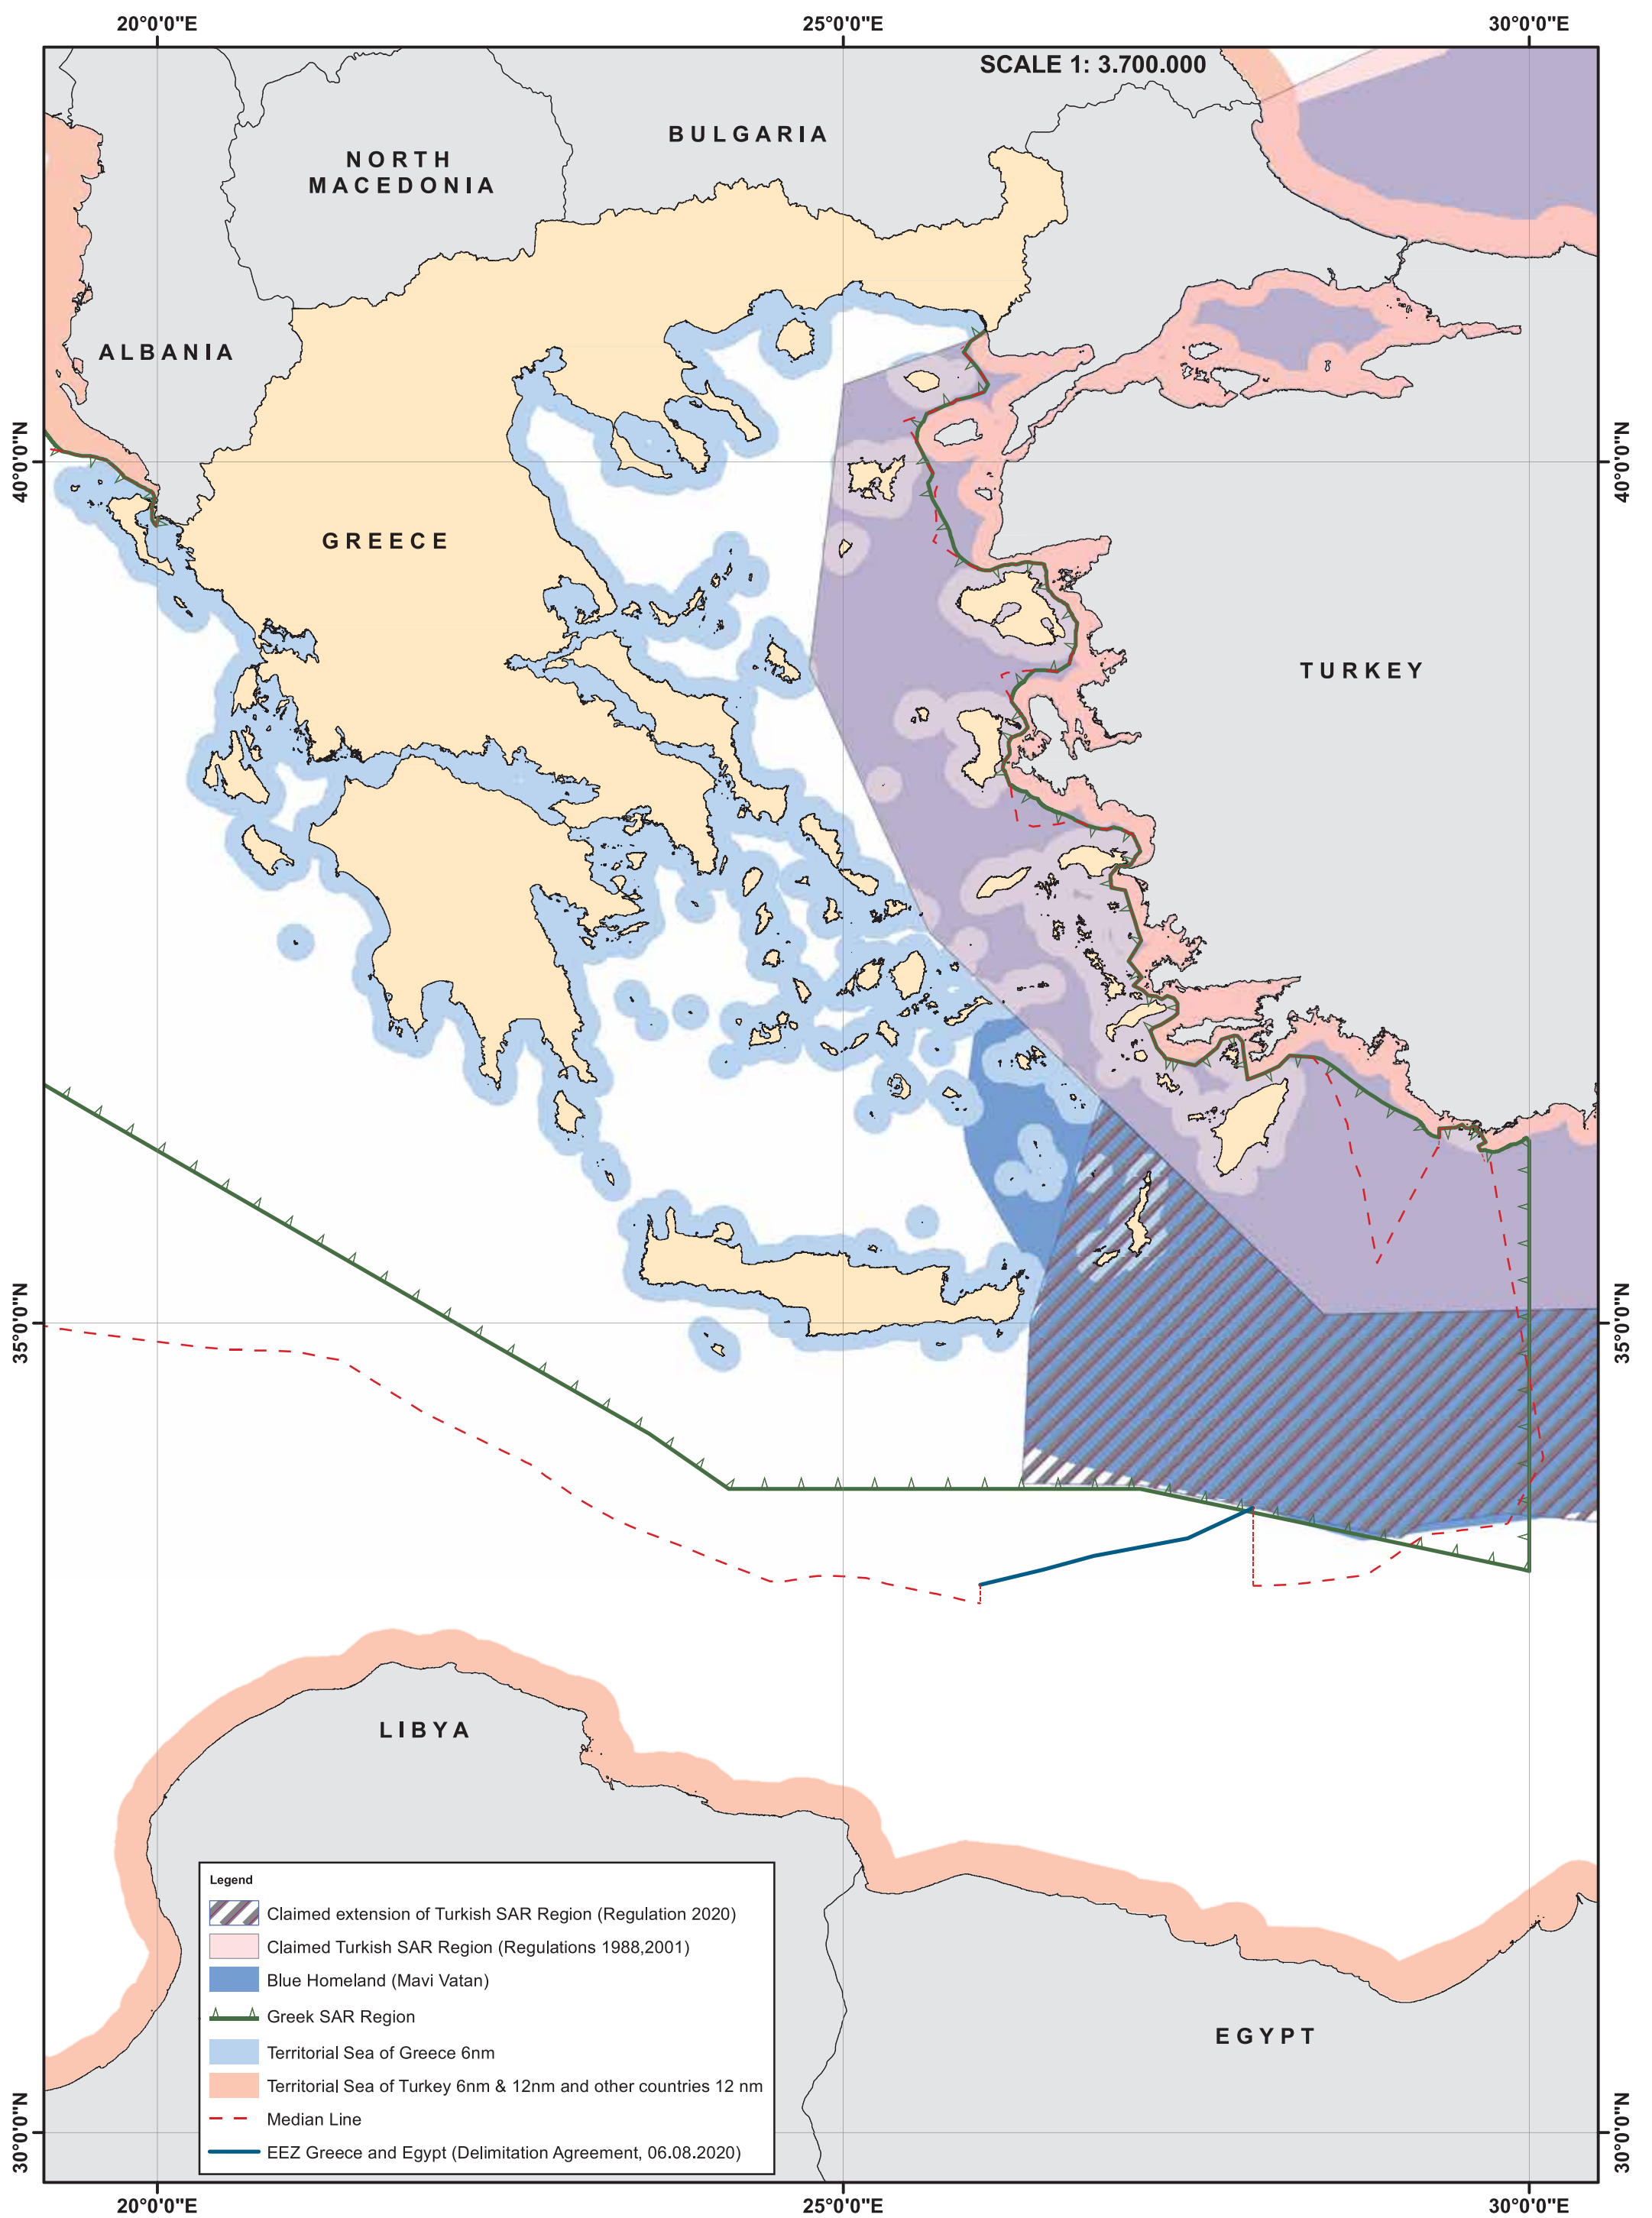 20°0'0"E
25°0'0"E
30°0'0"E
SCALE 1: 3.700.000
BULGARIA
NORTH
MACEDONIA
ALBANIA
40°0'0"N
40°0'0"N
GREECE
TURKEY
35°0'0"N
35°0'0"N
LIBYA
Legend
Claimed extension of Turkish SAR Region (Regulation 2020)
Claimed Turkish SAR Region (Regulations 1988,2001)
Blue Homeland (Mavi Vatan)
Greek SAR Region
Territorial Sea of Greece 6nm
Territorial Sea of Turkey 6nm & 12nm and other countries 12 nm
Median Line
EEZ Greece and Egypt (Delimitation Agreement, 06.08.2020)
EGYPT
30°0'0"N
30°0'0"N
20°0'0"E
25°0'0"E
30°0'0"E